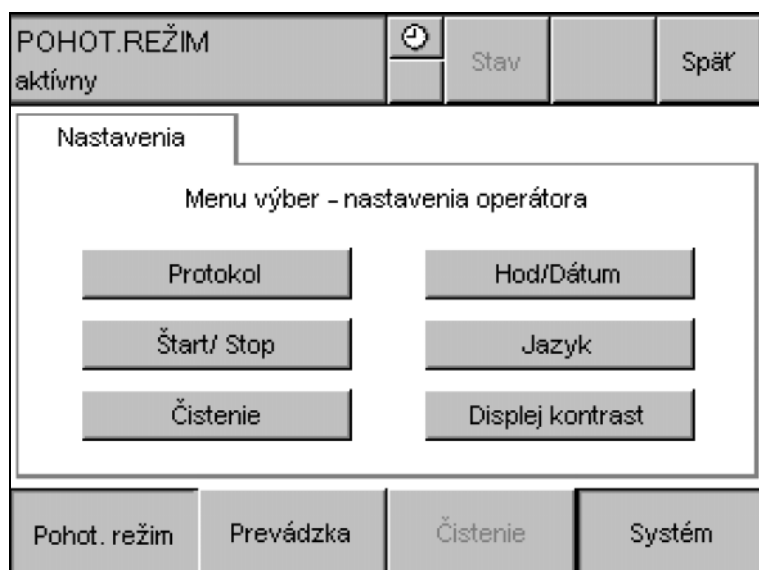 POHOT.REŽIM
aktívny
Stav
Späť
Nastavenia
Menu výber - nastavenia operátora
Protokol
Hod/Dátum
Štart/ Stop
Jazyk
Čistenie
Displej kontrast
Pohot. režim
Prevádzka
Čistenie
Systém